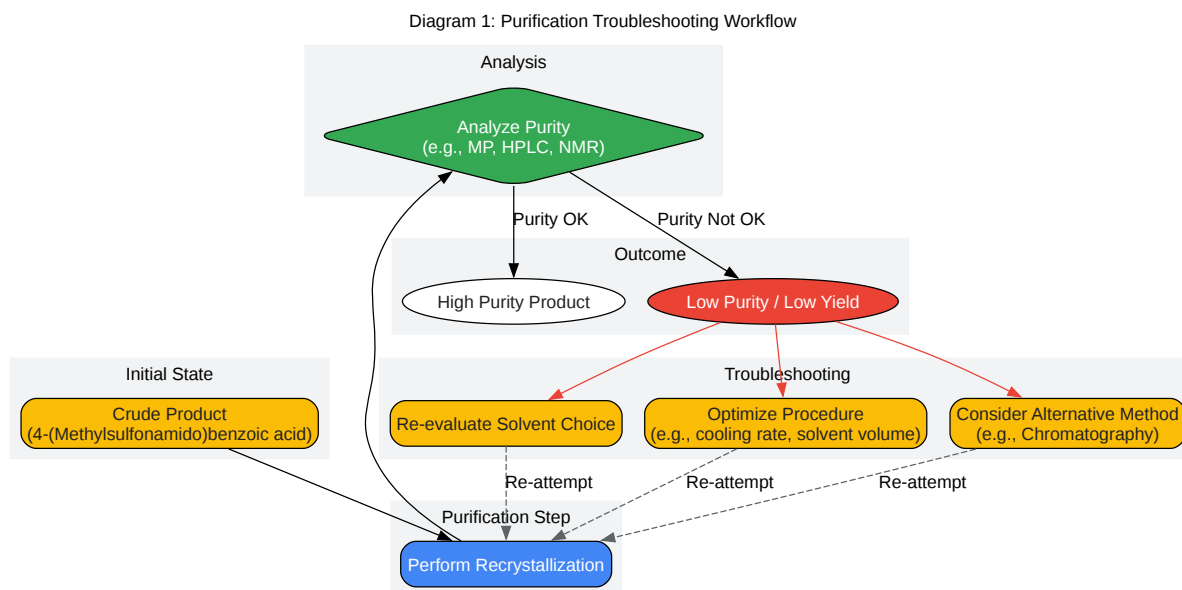 Diagram 1: Purification Troubleshooting Workflow
Analysis
Analyze Purity
(e.g., MP, HPLC, NMR)
Purity OK
Purity Not OK
Outcome
High Purity Product
Low Purity / Low Yield
Initial State
Troubleshooting
Crude Product
(4-(Methylsulfonamido)benzoic acid)
Re-evaluate Solvent Choice
Optimize Procedure
(e.g., cooling rate, solvent volume)
Consider Alternative Method
(e.g., Chromatography)
Re-attempt
Re-attempt
Re-attempt
Purification Step
Perform Recrystallization